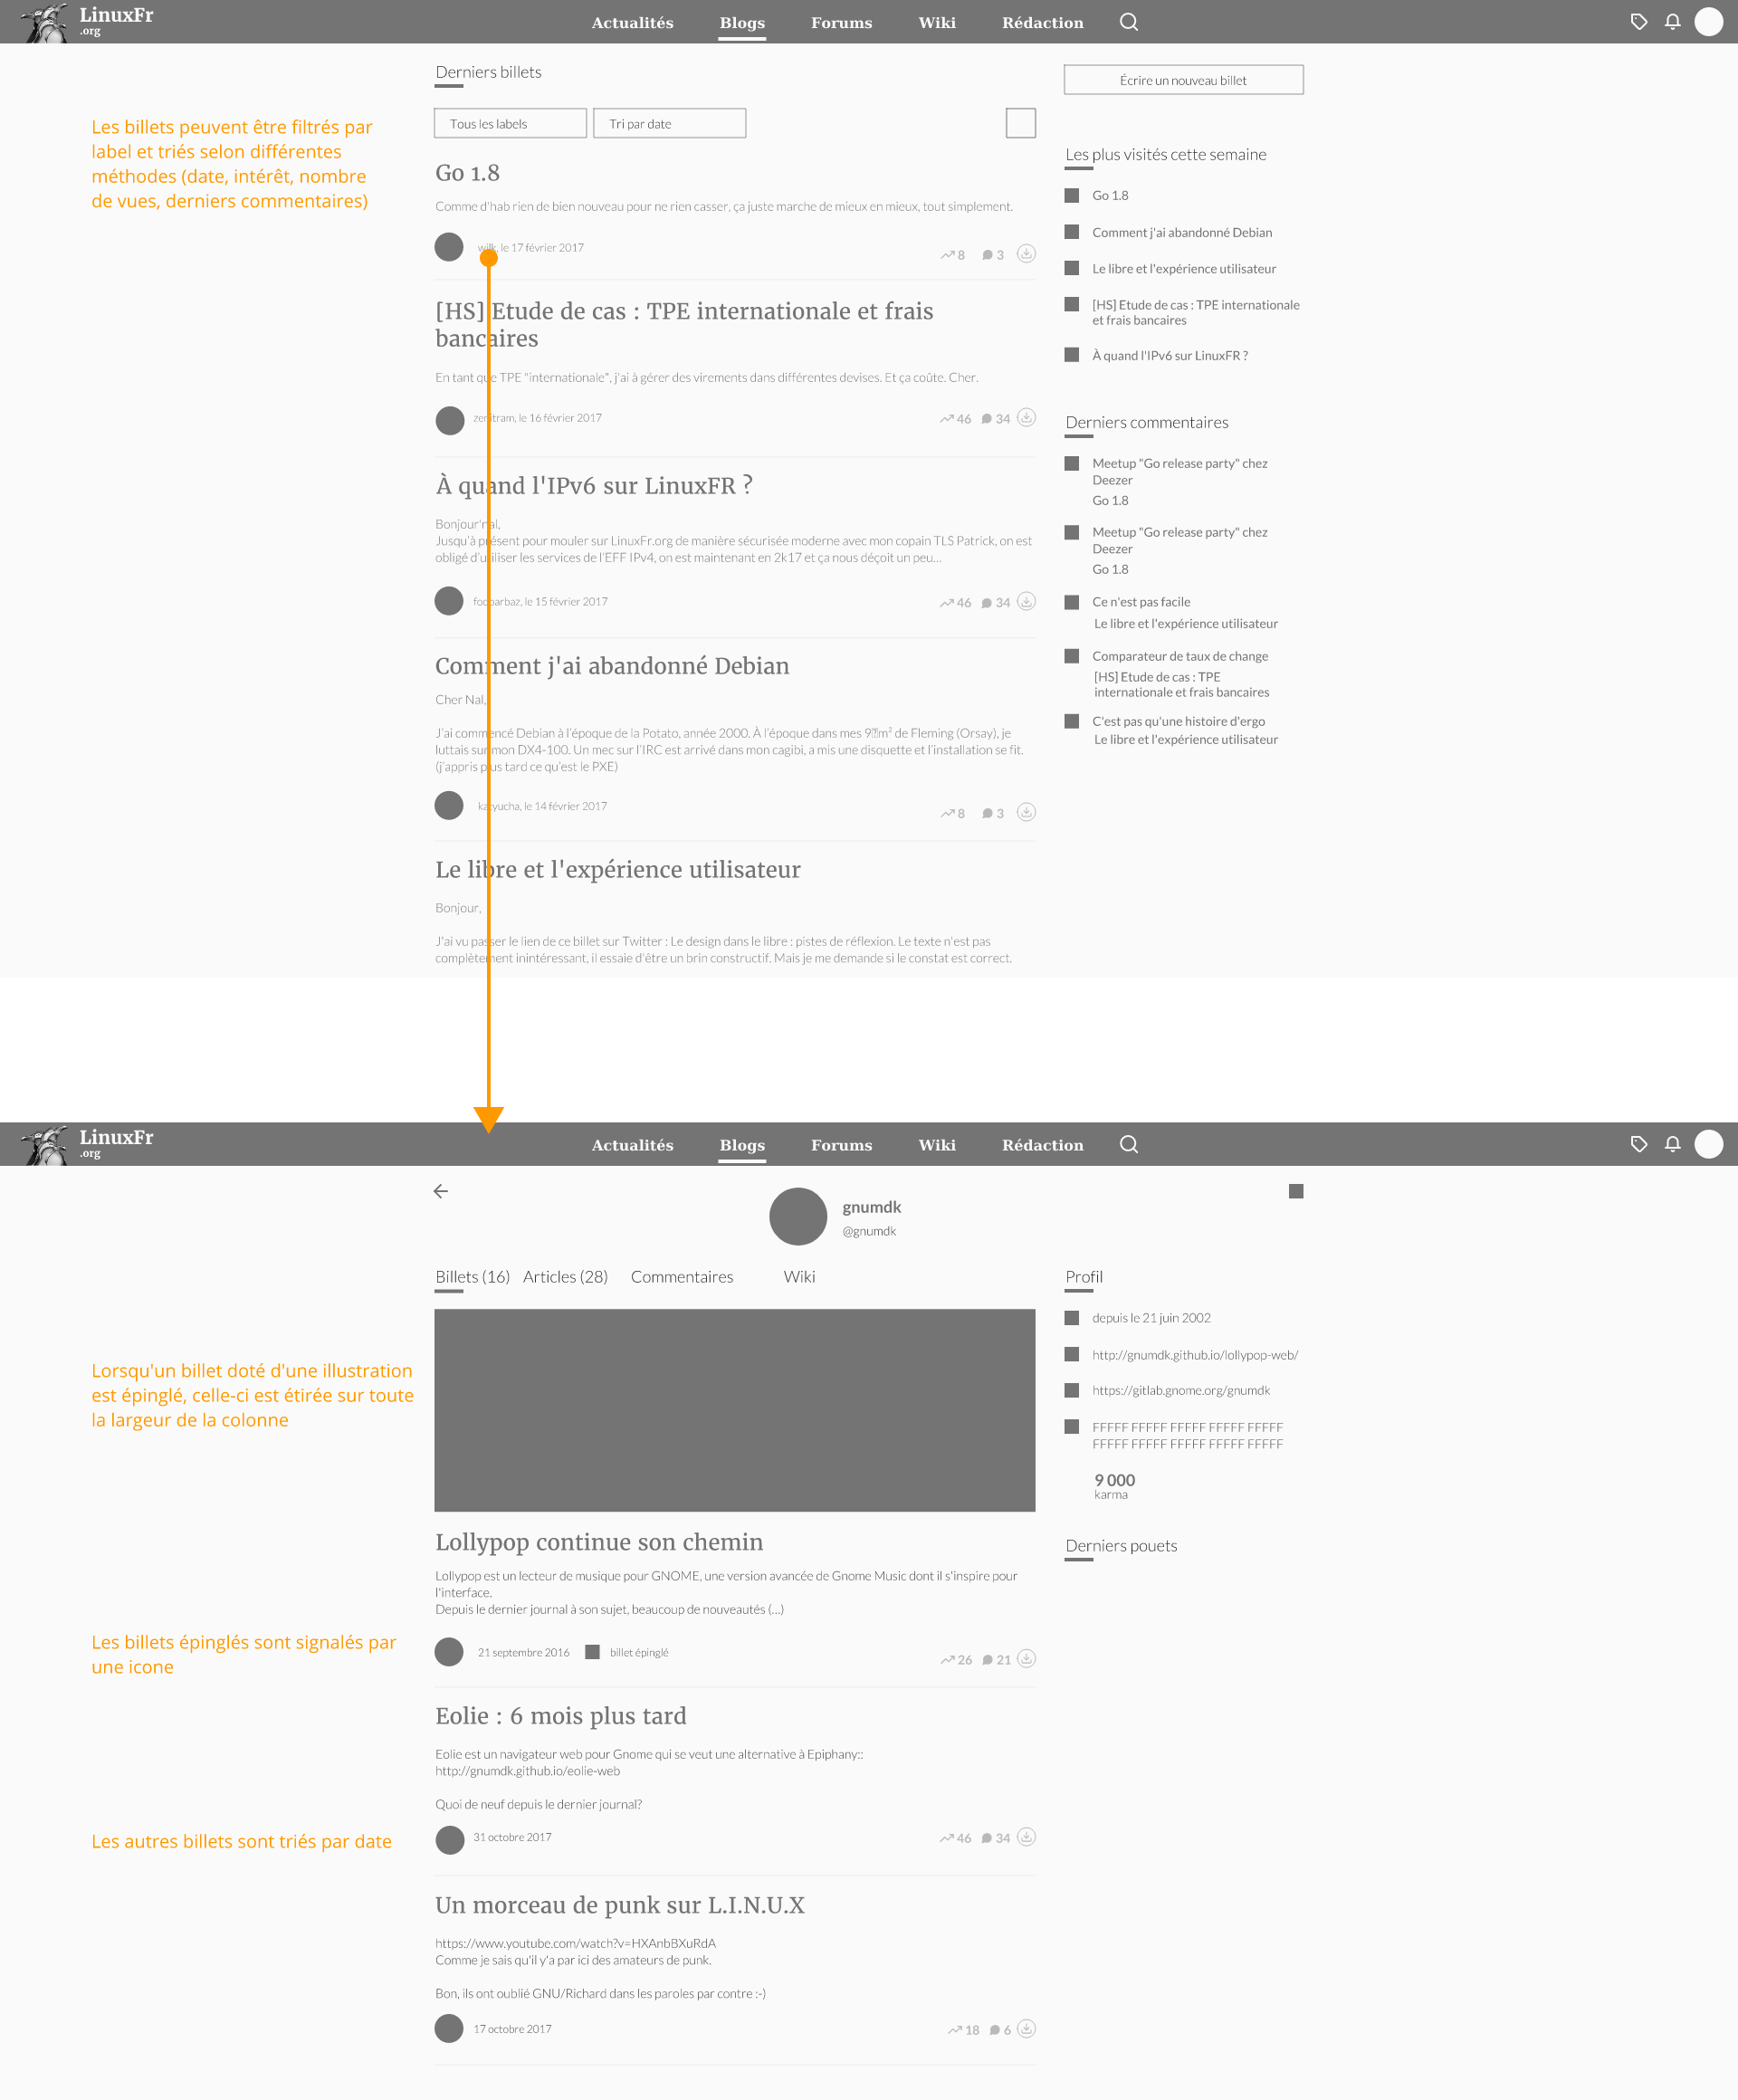 LinuxFr
.org
Actualités Blogs Forums Wiki Rédaction
Les billets peuvent être filtrés par
label et triés selon différentes
méthodes (date, intérêt, nombre
de vues, derniers commentaires)
Derniers billets
Tous les labels Tri par date
Go 1.8
Comme d'hab rien de bien nouveau pour ne rien casser, ça juste marche de mieux en mieux, tout simplement.
wilk, le 17 février 2017
8 3
[HS] Etude de cas : TPE internationale et frais
bancaires
En tant que TPE "internationale", j'ai à gérer des virements dans différentes devises. Et ça coûte. Cher.
zenitram, le 16 février 2017
46 34
À quand l'IPv6 sur LinuxFR ?
Bonjour'nal,
Jusqu'à présent pour mouler sur LinuxFr.org de manière sécurisée moderne avec mon copain TLS Patrick, on est
obligé d'utiliser les services de l'EFF IPv4, on est maintenant en 2k17 et ça nous déçoit un peu...
foobarbaz, le 15 février 2017
46 34
Comment j'ai abandonné Debian
Cher Nal,
J'ai commencé Debian à l'époque de la Potato, année 2000. À l'époque dans mes 9m² de Fleming (Orsay), je
luttais sur mon DX4-100. Un mec sur l'IRC est arrivé dans mon cagibi, a mis une disquette et l'installation se fit.
(j'appris plus tard ce qu'est le PXE)
le 14 février 2017
8 3
Le libre et l'expérience utilisateur
Bonjour,
J'ai vu passer le lien de ce billet sur Twitter : Le design dans le libre : pistes de réflexion. Le texte n'est pas
complètement inintéressant, il essaie d'être un brin constructif. Mais je me demande si le constat est correct.
Écrire un nouveau billet
Les plus visités cette semaine
Go 1.8
Comment j'ai abandonné Debian
Le libre et l'expérience utilisateur
[HS] Etude de cas : TPE internationale
et frais bancaires
À quand l'IPv6 sur LinuxFR ?
Derniers commentaires
Meetup "Go release party" chez
Deezer
Go 1.8
Meetup "Go release party" chez
Deezer
Go 1.8
Ce n'est pas facile
Le libre et l'expérience utilisateur
Comparateur de taux de change
[HS] Etude de cas : TPE
internationale et frais bancaires
C'est pas qu'une histoire d'ergo
Le libre et l'expérience utilisateur
LinuxFr
.org
Actualités Blogs Forums Wiki Rédaction
gnumdk
@gnumdk
Billets (16) Articles (28) Commentaires Wiki
Lorsqu'un billet doté d'une illustration
est épinglé, celle-ci est étirée sur toute
la largeur de la colonne
Lollypop continue son chemin
Lollypop est un lecteur de musique pour GNOME, une version avancée de Gnome Music dont il s'inspire pour
l'interface.
Depuis le dernier journal à son sujet, beaucoup de nouveautés (...)
Les billets épinglés sont signalés par
une icone
21 septembre 2016 billet épinglé
26 21
Eolie : 6 mois plus tard
Eolie est un navigateur web pour Gnome qui se veut une alternative à Epiphany::
http://gnumdk.github.io/eolie-web
Quoi de neuf depuis le dernier journal?
Les autres billets sont triés par date
31 octobre 2017
46 34
Un morceau de punk sur L.I.N.U.X
https://www.youtube.com/watch?v=HXAnbBXuRdA
Comme je sais qu'il y'a par ici des amateurs de punk.
Bon, ils ont oublié GNU/Richard dans les paroles par contre :-)
17 octobre 2017
18 6
Profil
depuis le 21 juin 2002
http://gnumdk.github.io/lollypop-web/
https://gitlab.gnome.org/gnumdk
FFFFF FFFFF FFFFF FFFFF FFFFF
FFFFF FFFFF FFFFF FFFFF FFFFF
9 000
karma
Derniers pouets